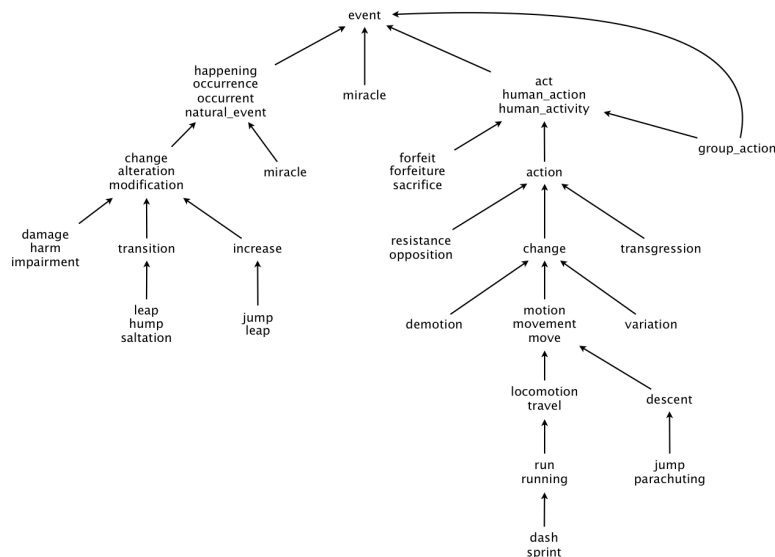 event
happening
occurrence
occurrent
natural_event
miracle
act
human_action
human_activity
group_action
change
alteration
modification
miracle
forfeit
forfeiture
sacrifice
action
damage
harm
impairment
transition
increase
resistance
opposition
change
transgression
leap
hump
saltation
jump
leap
demotion
motion
movement
move
variation
locomotion
travel
descent
run
running
jump
parachuting
dash
sprint